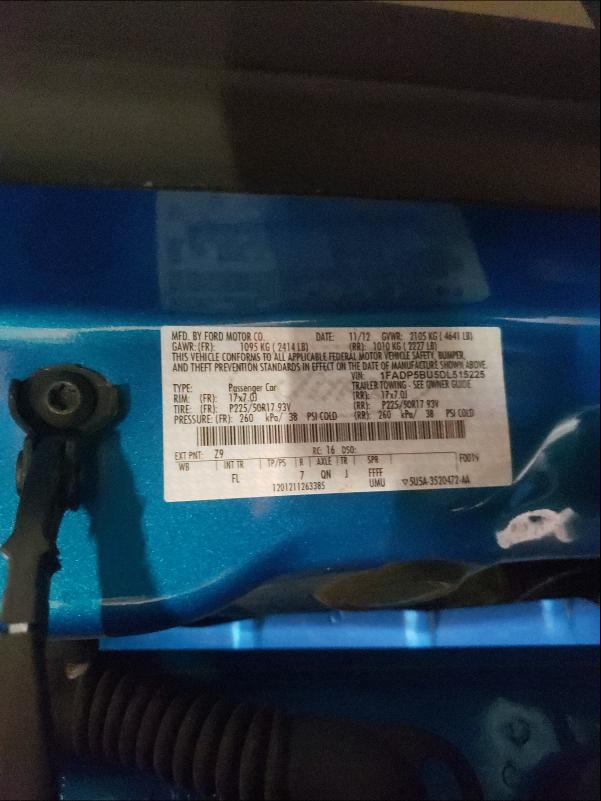 MFD. BY FORD MOTOR CO. DATE: 11/12 GVWR: 2105 KG ( 4641 LB)
GAWR:(FR): 1095 KG ( 2414 LB) (RR): 1010 KG ( 2227 LB)
THIS VEHICLE CONFORMS TO ALL APPLICABLE FEDERAL MOTOR VEHICLE SAFETY, BUMPER,
AND THEFT PREVENTION STANDARDS IN EFFECT ON THE DATE OF MANUFACTURE SHOWN ABOVE.
VIN: 1FADP5BU5DL515225
TYPE: Passenger Car TRAILER TOWING - SEE OWNER GUIDE
RIM: (FR): 17x7.0J (RR): 17x7.0J
TIRE: (FR): P225/50R17 93V (RR): P225/50R17 93V
PRESSURE: (FR): 260 kPa/ 38 PSI COLD (RR): 260 kPa/ 38 PSI COLD
EXT PNT: Z9 RC: 16 DSO: F0019
WB INT TR TP/PS R AXLE TR SPR
FL 7 QN J FFFF
1201211263385 UMU ▽5U5A-3520472-AA